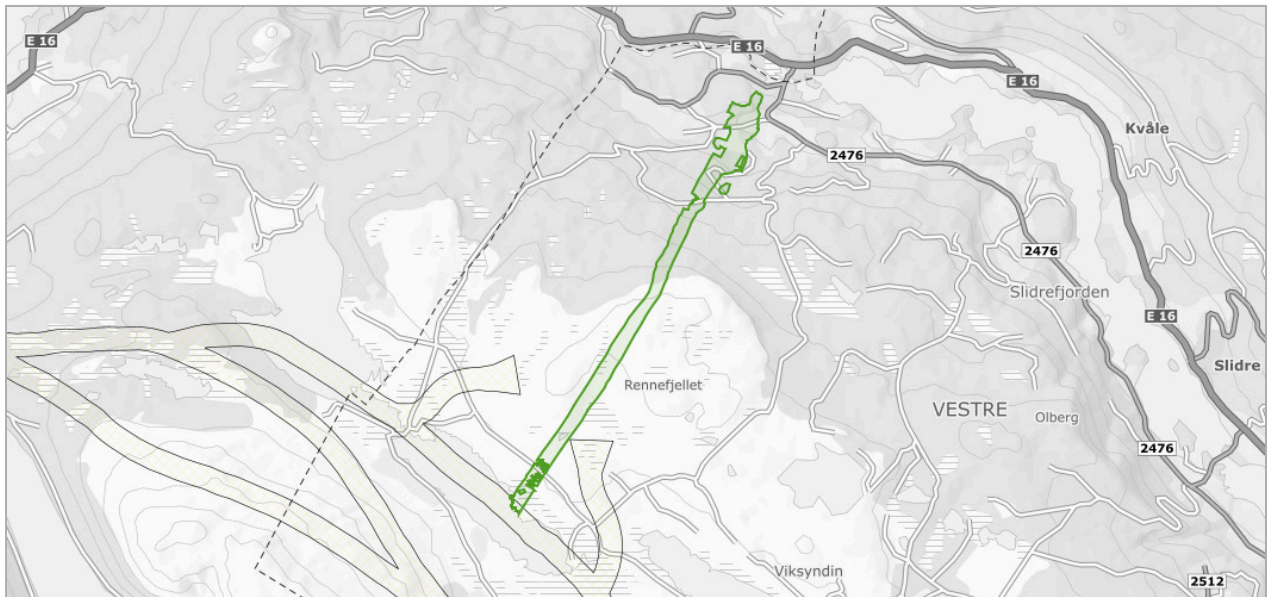 E 16
E 16
E 16
Kvåle
2476
2476
Slidrefjorden
E 16
Slidre
Rennefjellet
VESTRE
Olberg
2476
Viksyndin
2512